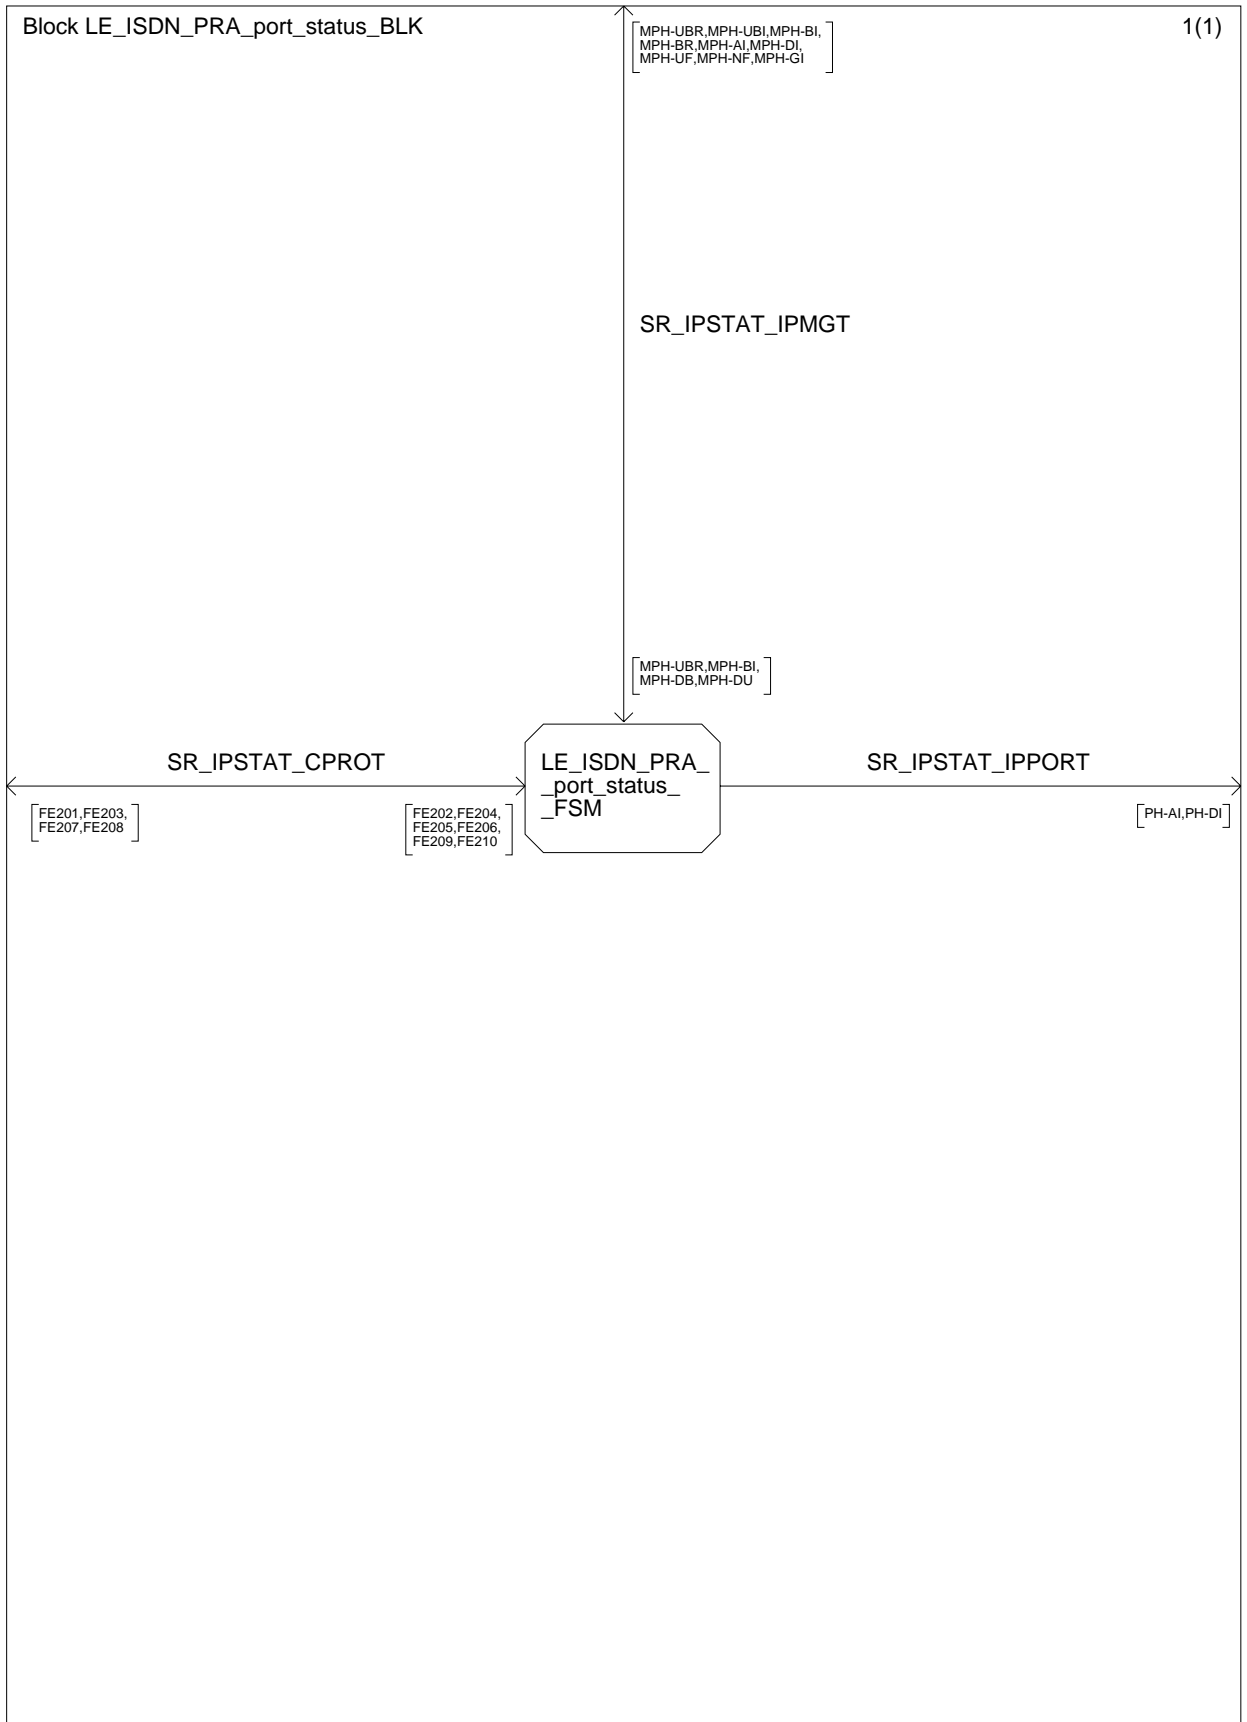 Block LE_ISDN_PRA_port_status_BLK
1(1)
MPH-UBR,MPH-UBI,MPH-BI,
MPH-BR,MPH-AI,MPH-DI,
MPH-UF,MPH-NF,MPH-GI
SR_IPSTAT_IPMGT
MPH-UBR,MPH-BI,
MPH-DB,MPH-DU
SR_IPSTAT_CPROT
LE_ISDN_PRA_
_port_status_
_FSM
SR_IPSTAT_IPPORT
FE201,FE203,
FE207,FE208
FE202,FE204,
FE205,FE206,
FE209,FE210
PH-AI,PH-DI